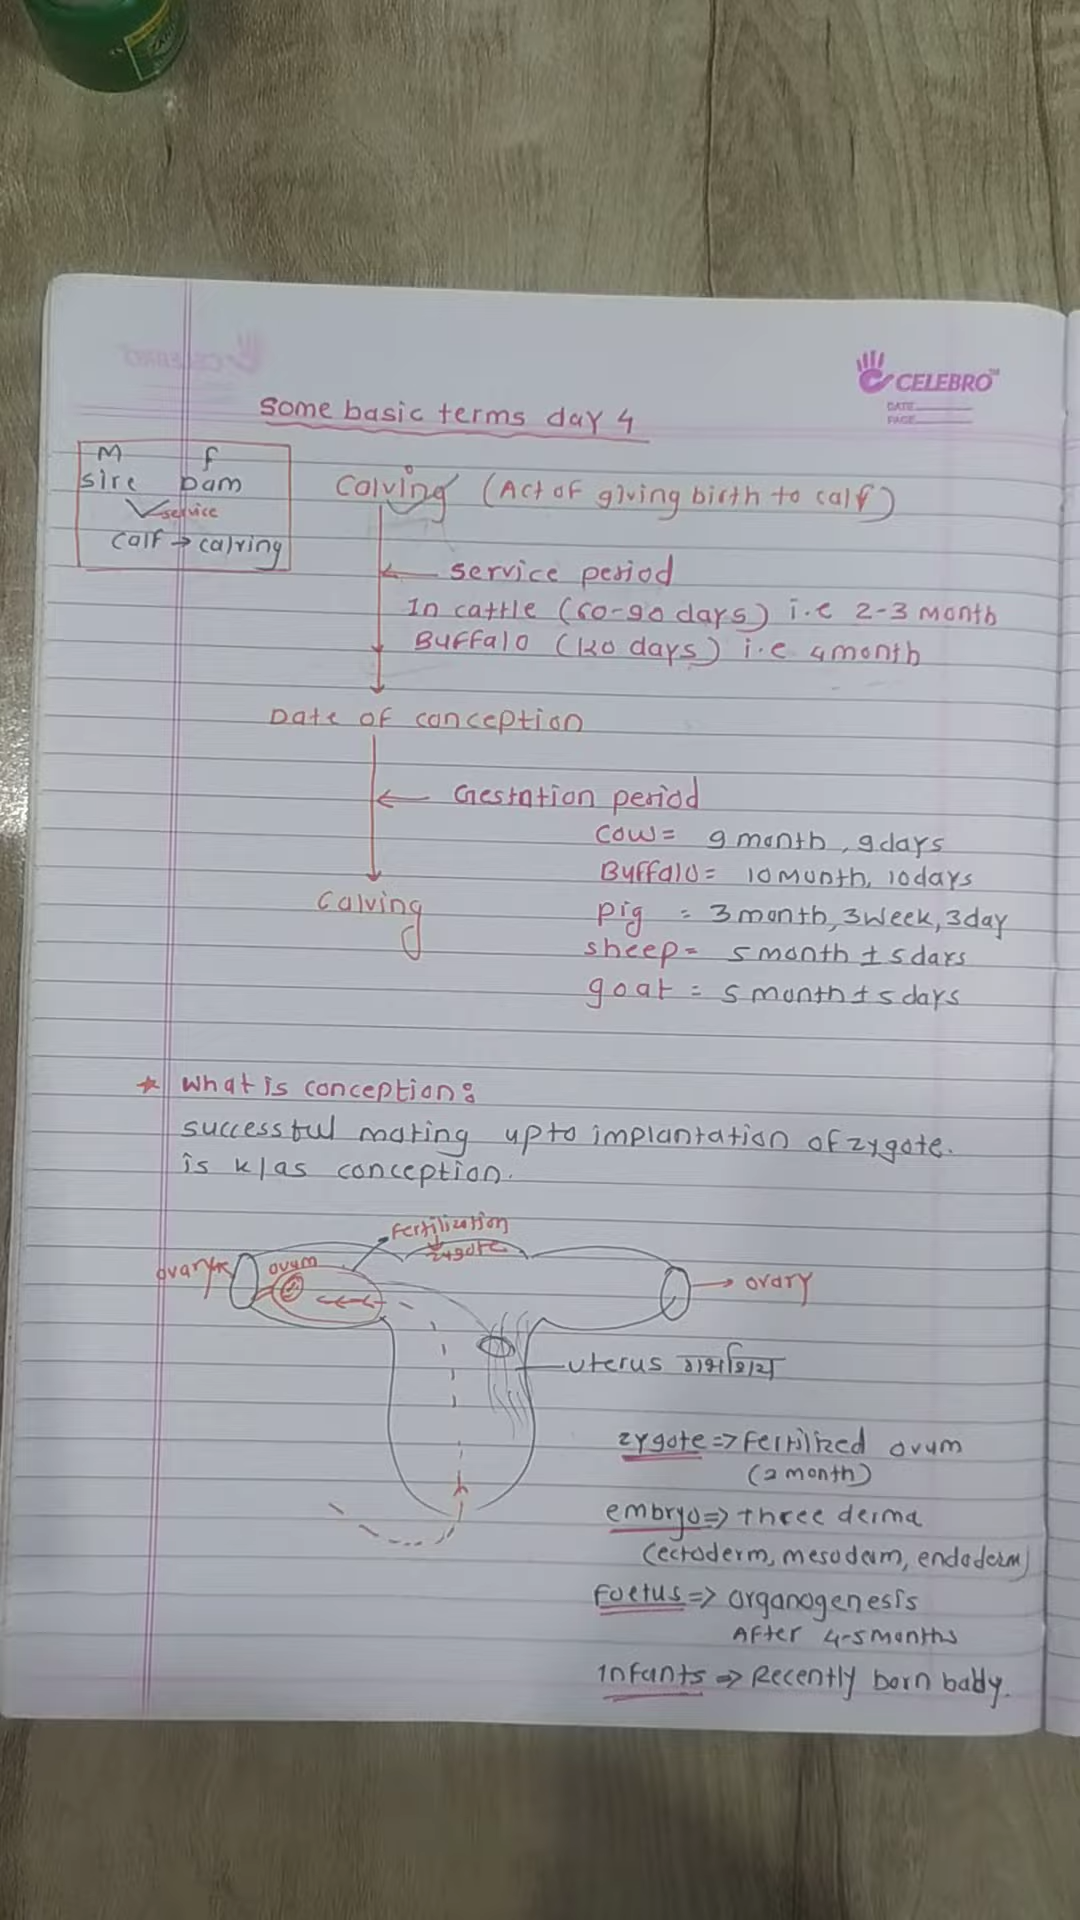 CELEBRO
DATE
PAGE
some basic terms day 4
M f
sire Dam
service
calf → calving
calving (Act of giving birth to calf)
service period
In cattle (60-90 days) i.e 2-3 month
Buffalo (120 days) i.e 4 month
Date of conception
Gestation period
Cow = 9 month, 9 days
Buffalo = 10 month, 10 days
calving
pig = 3 month, 3 week, 3 day
sheep = 5 month ± 5 days
goat = 5 month ± 5 days
* What is conception:
successful mating upto implantation of zygote.
is k/as conception.
Fertilization
zygote
ovary
ovum
ovary
uterus गर्भाशय
zygote => Fertilized ovum
(2 month)
embryo => three derma
(ectoderm, mesoderm, endoderm)
Foetus => organogenesis
After 4-5 months
Infants => Recently born baby.